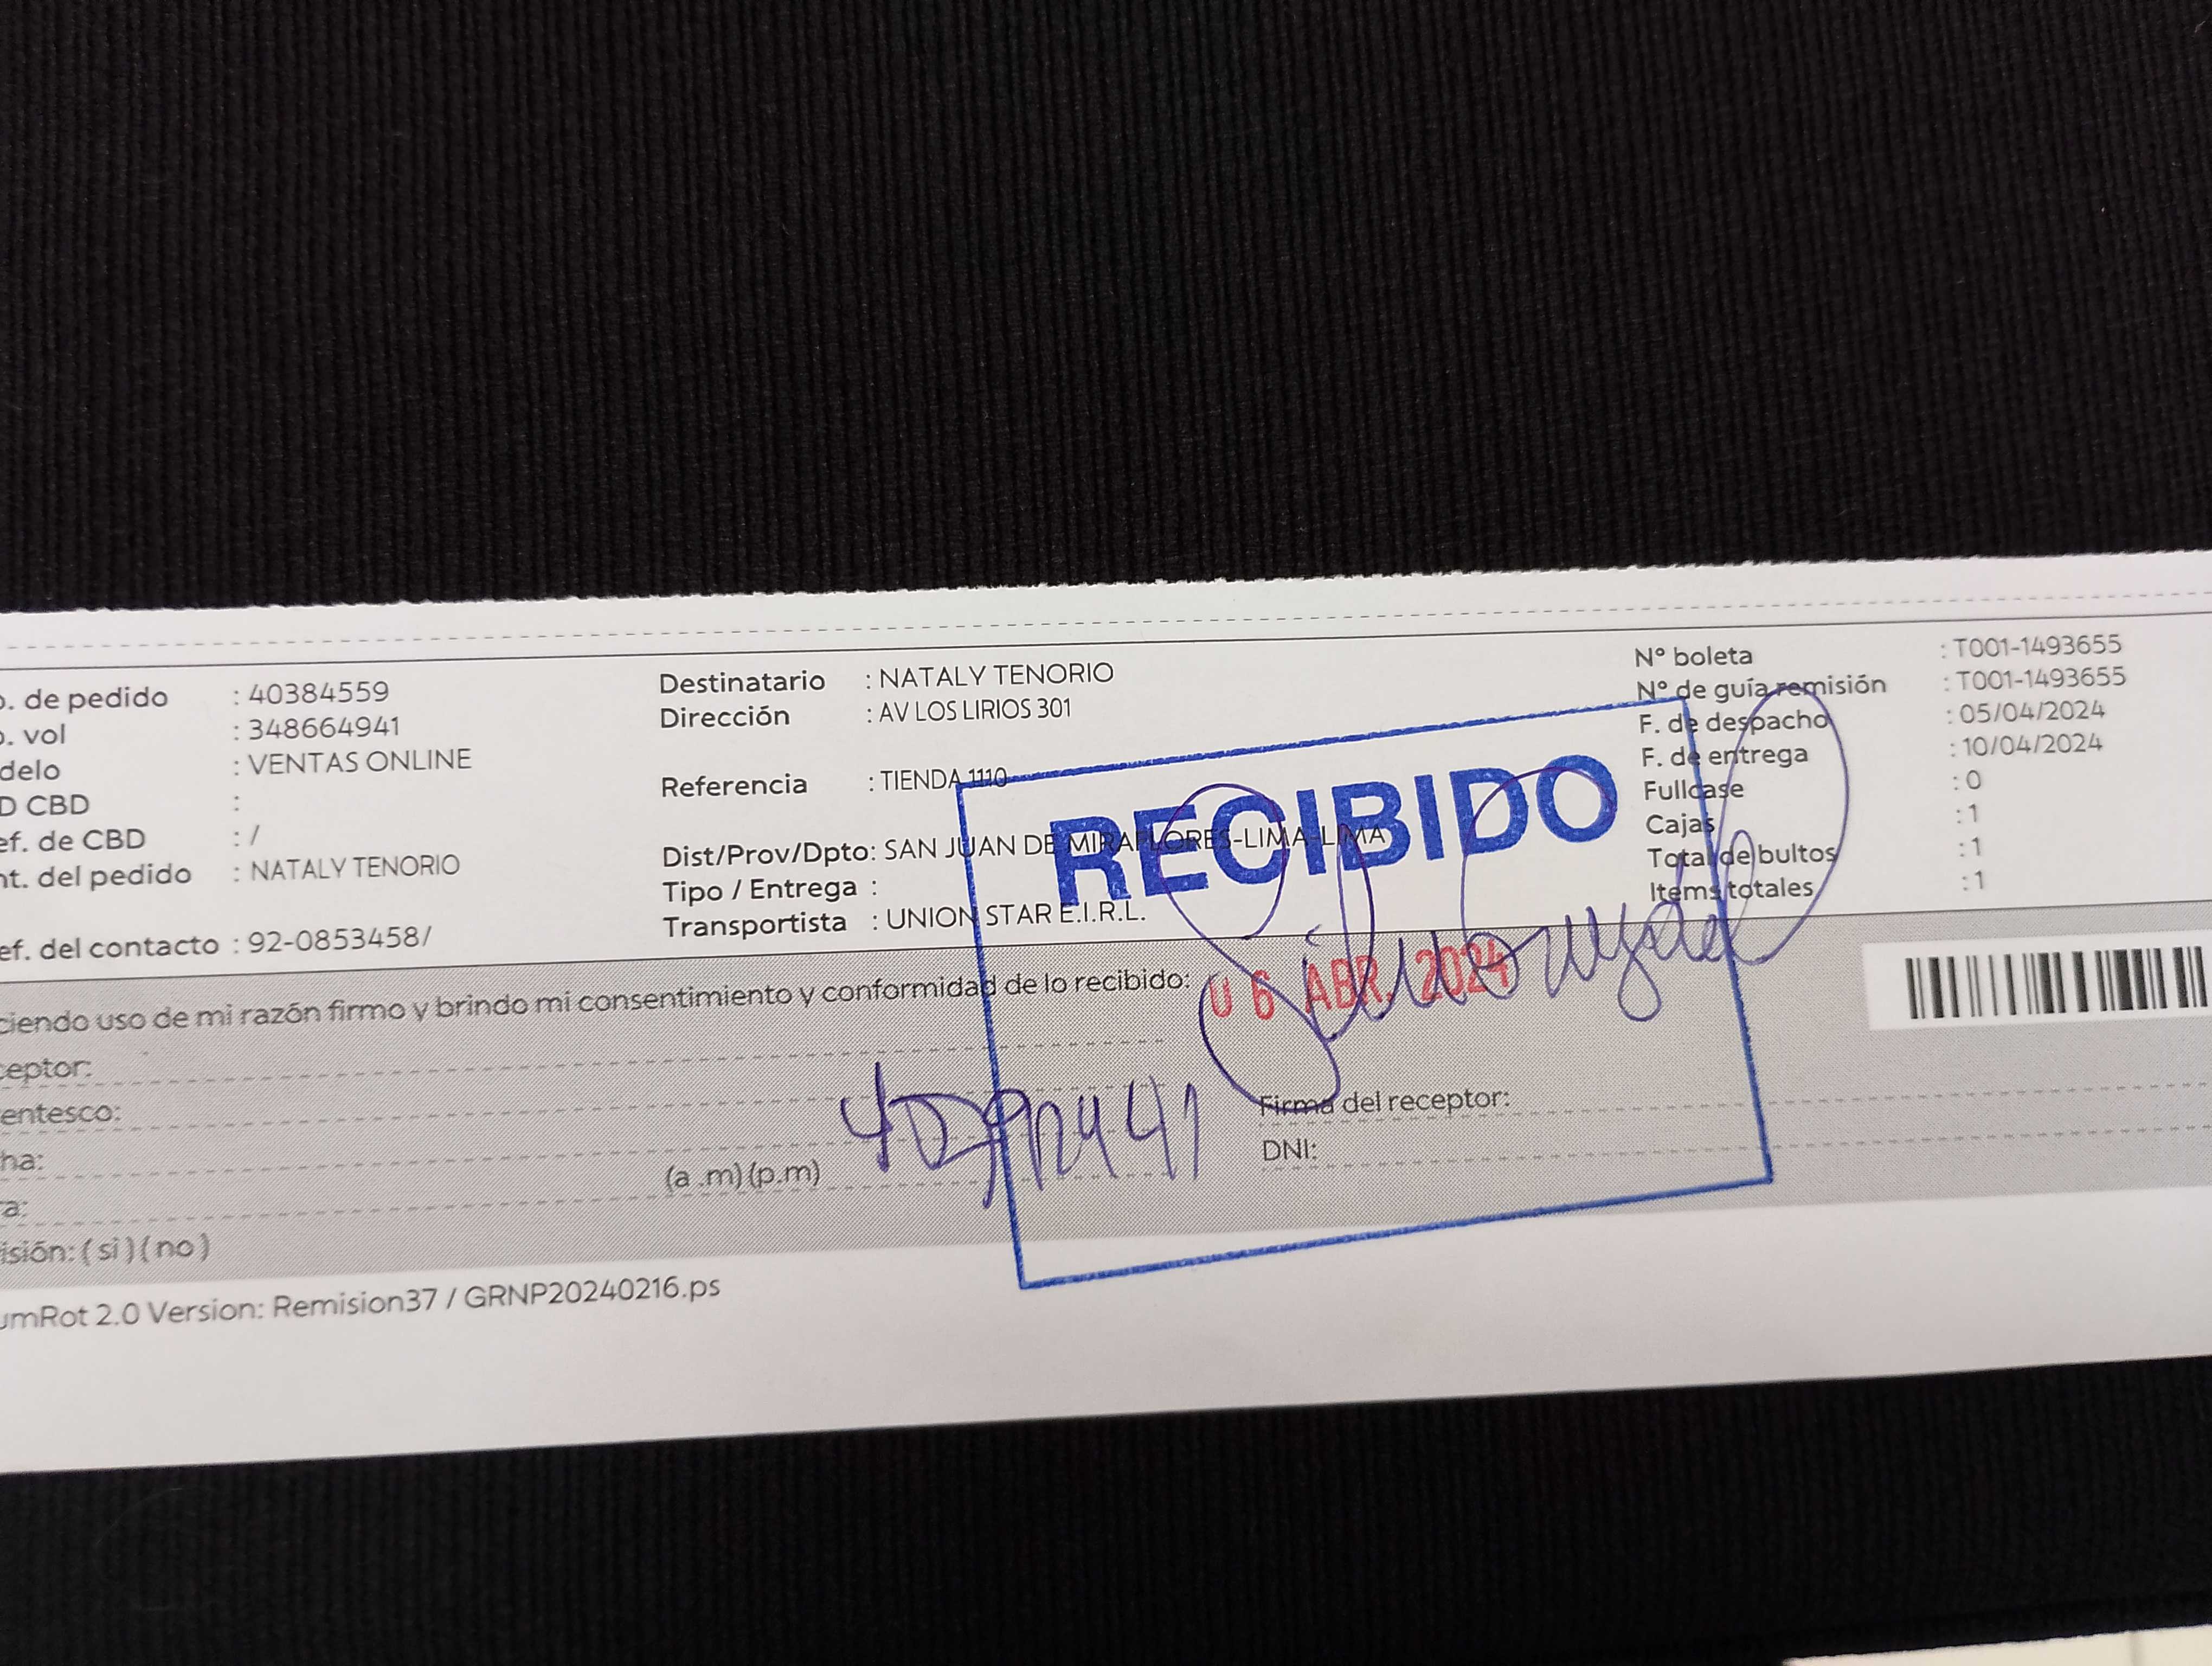 o. de pedido : 40384559
o. vol : 348664941
delo : VENTAS ONLINE
D CBD :
ef. de CBD : /
nt. del pedido : NATALY TENORIO
ef. del contacto : 92-0853458/
Destinatario : NATALY TENORIO
Dirección : AV LOS LIRIOS 301
Referencia : TIENDA 1110
Dist/Prov/Dpto: SAN JUAN DE MIRAFLORES-LIMA-LIMA
Tipo / Entrega :
Transportista : UNION STAR E.I.R.L.
N° boleta : T001-1493655
N° de guía remisión : T001-1493655
F. de despacho : 05/04/2024
F. de entrega : 10/04/2024
Fullcase : 0
Cajas : 1
Total de bultos : 1
Items totales : 1
RECIBIDO
ciendo uso de mi razón firmo y brindo mi consentimiento y conformidad de lo recibido:
6 ABR. 2024
ceptor:
entesco:
ha:
(a .m) (p.m)
ra:
Firma del receptor:
DNI:
isión: ( si ) ( no )
umRot 2.0 Version: Remision37 / GRNP20240216.ps